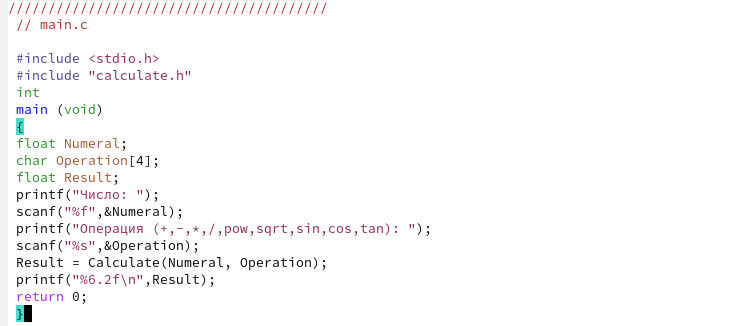 ////////////////////////////////////////
// main.c
#include <stdio.h>
#include "calculate.h"
int
main (void)
{
float Numeral;
char Operation[4];
float Result;
printf("Число: ");
scanf("%f",&Numeral);
printf("Операция (+,-,*,/,pow,sqrt,sin,cos,tan): ");
scanf("%s",&Operation);
Result = Calculate(Numeral, Operation);
printf("%6.2f\n",Result);
return 0;
}